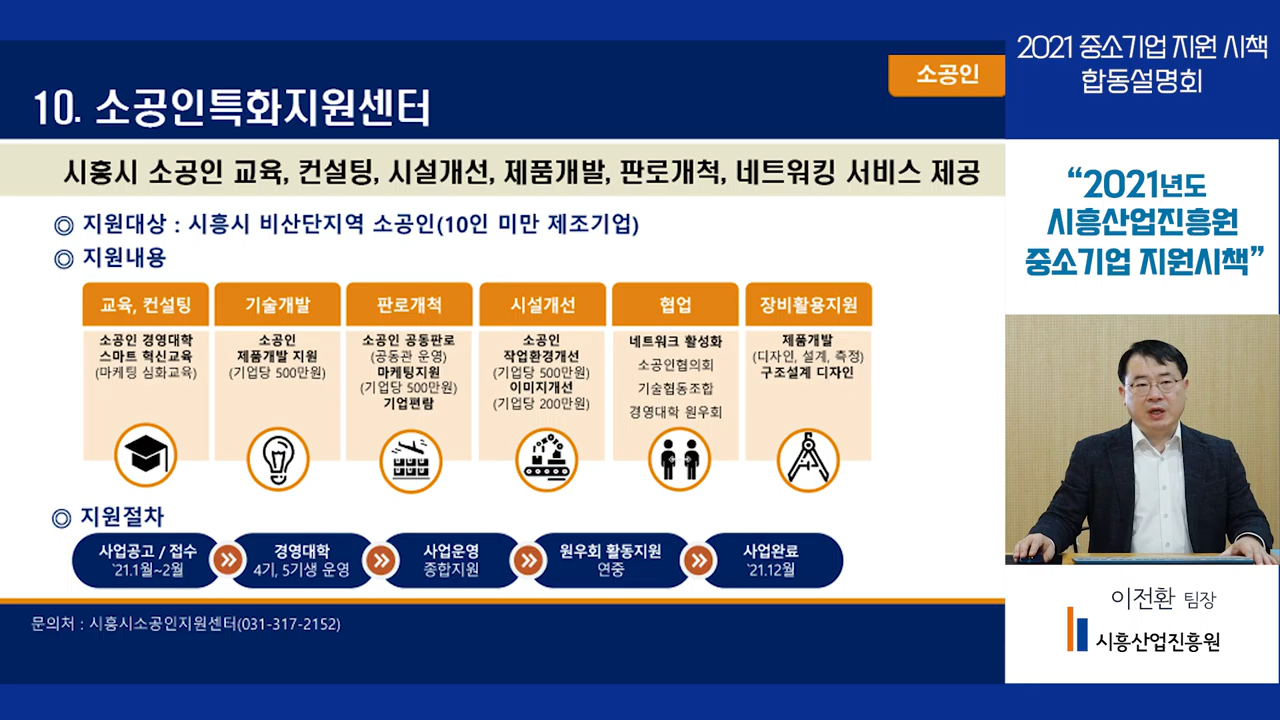 2021 중소기업 지원 시책
합동설명회
소공인
10. 소공인특화지원센터
시흥시 소공인 교육, 컨설팅, 시설개선, 제품개발, 판로개척, 네트워킹 서비스 제공
◎ 지원대상 : 시흥시 비산단지역 소공인(10인 미만 제조기업)
◎ 지원내용
교육, 컨설팅
소공인 경영대학
스마트 혁신교육
(마케팅 심화교육)
기술개발
소공인
제품개발 지원
(기업당 500만원)
판로개척
소공인 공동판로
(공동관 운영)
마케팅지원
(기업당 500만원)
기업편람
시설개선
소공인
작업환경개선
(기업당 500만원)
이미지개선
(기업당 200만원)
협업
네트워크 활성화
소공인협의회
기술협동조합
경영대학 원우회
장비활용지원
제품개발
(디자인, 설계, 측정)
구조설계 디자인
◎ 지원절차
사업공고 / 접수
`21.1월~2월
경영대학
4기, 5기생 운영
사업운영
종합지원
원우회 활동지원
연중
사업완료
`21.12월
문의처 : 시흥시소공인지원센터(031-317-2152)
“2021년도
시흥산업진흥원
중소기업 지원시책”
이전환 팀장
시흥산업진흥원